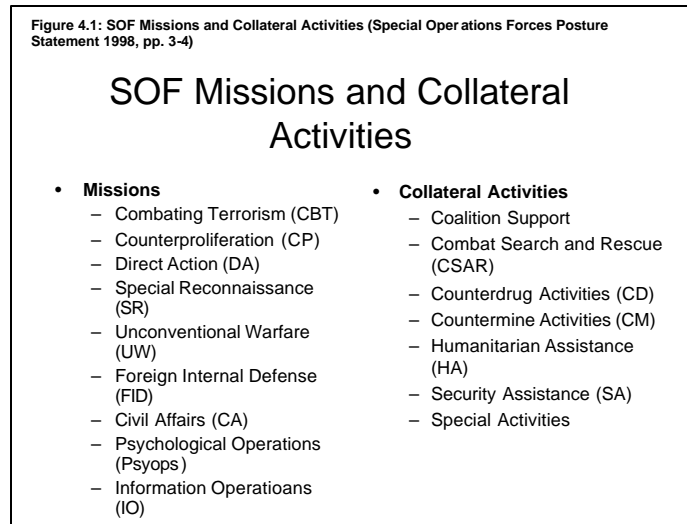 Figure 4.1: SOF Missions and Collateral Activities (Special Operations Forces Posture
Statement 1998, pp. 3-4)
SOF Missions and Collateral
Activities
• Missions
– Combating Terrorism (CBT)
– Counterproliferation (CP)
– Direct Action (DA)
– Special Reconnaissance
(SR)
– Unconventional Warfare
(UW)
– Foreign Internal Defense
(FID)
– Civil Affairs (CA)
– Psychological Operations
(Psyops)
– Information Operatioans
(IO)
• Collateral Activities
– Coalition Support
– Combat Search and Rescue
(CSAR)
– Counterdrug Activities (CD)
– Countermine Activities (CM)
– Humanitarian Assistance
(HA)
– Security Assistance (SA)
– Special Activities